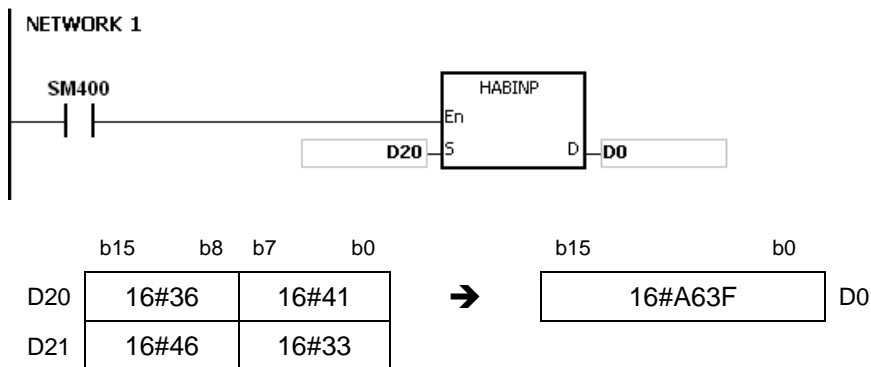 NETWORK 1
SM400
HABINP
En
D20 S D D0
b15 b8 b7 b0 b15 b0
D20 16#36 16#41 ➔ 16#A63F D0
D21 16#46 16#33